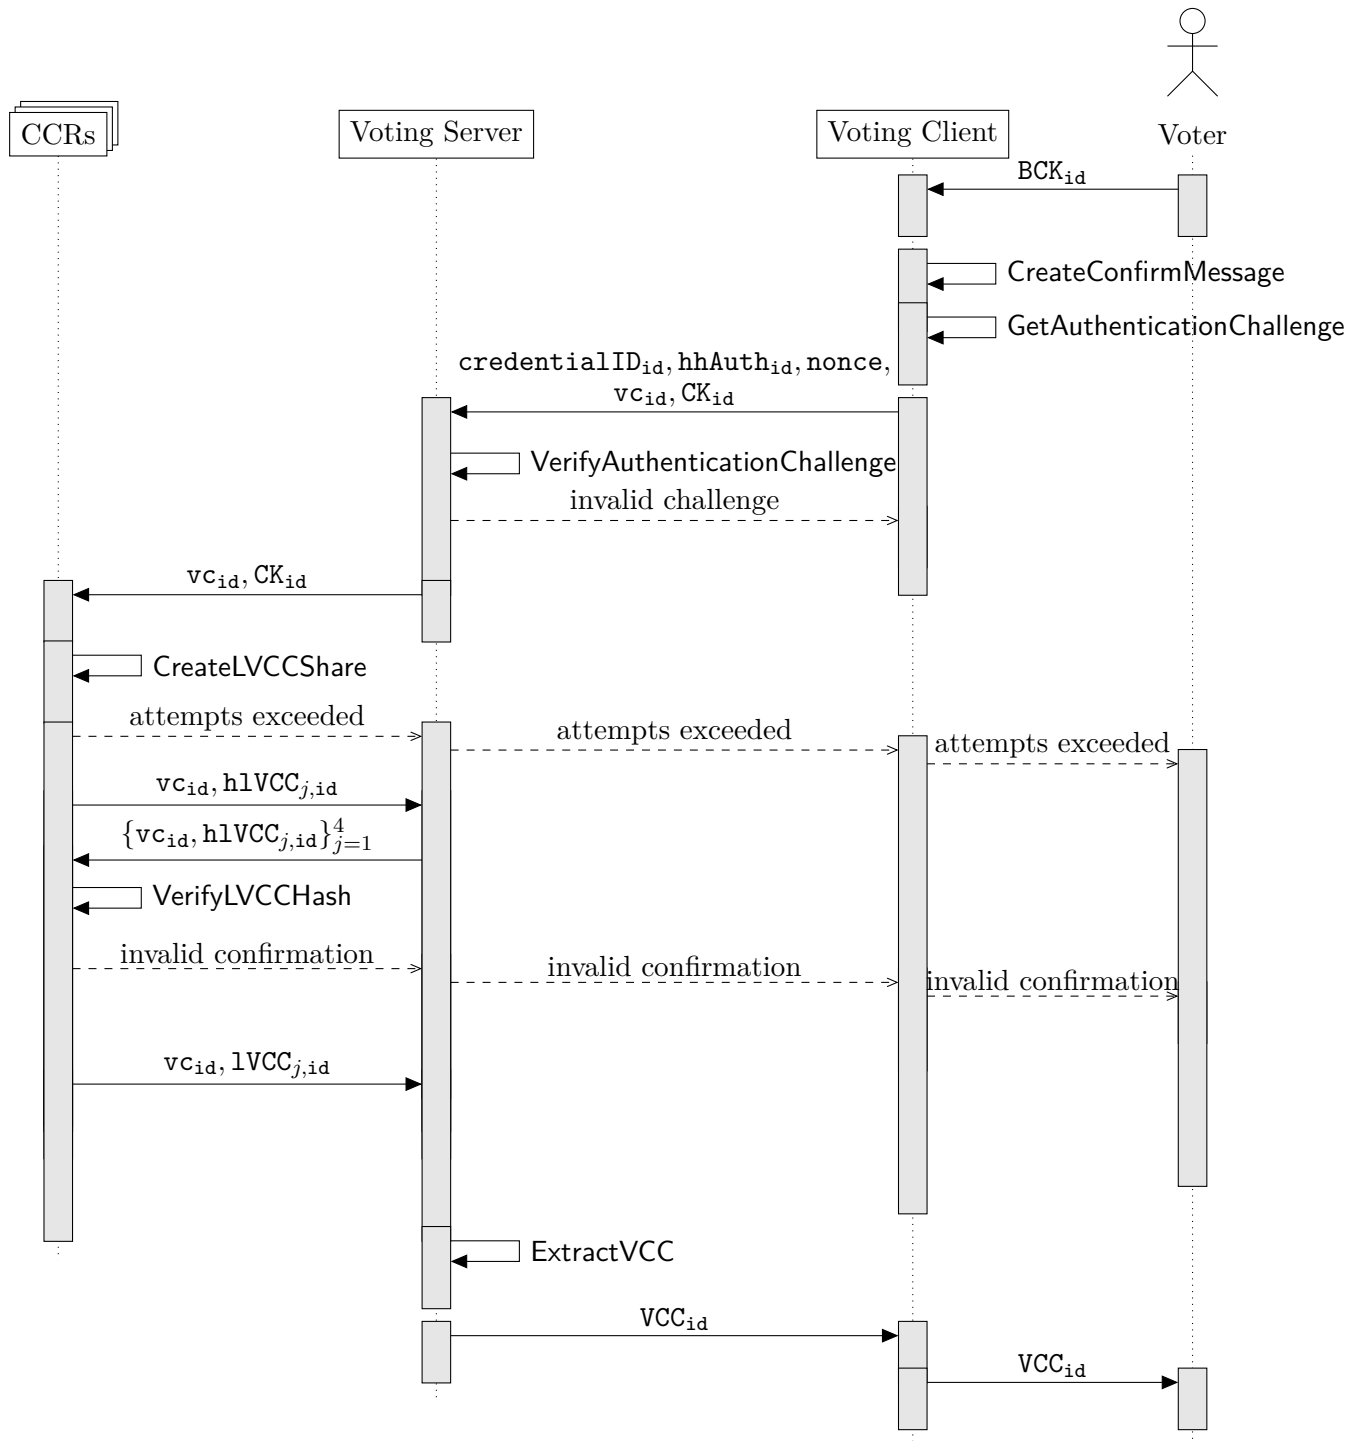 CCRs
Voting Server
Voting Client
Voter
BCK_id
CreateConfirmMessage
GetAuthenticationChallenge
credentialID_id, hhAuth_id, nonce,
vc_id, CK_id
VerifyAuthenticationChallenge
invalid challenge
vc_id, CK_id
CreateLVCCShare
attempts exceeded
attempts exceeded
attempts exceeded
vc_id, hlVCC_j,id
{vc_id, hlVCC_j,id}^4_j=1
VerifyLVCCHash
invalid confirmation
invalid confirmation
invalid confirmation
vc_id, lVCC_j,id
ExtractVCC
VCC_id
VCC_id